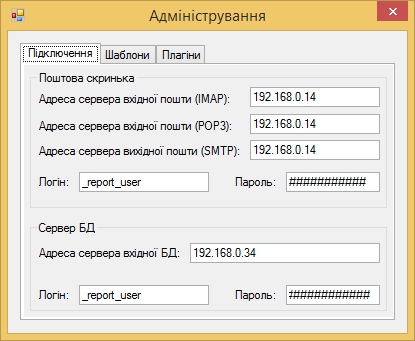 Адміністрування
Підключення Шаблони Плагіни
Поштова скринька
Адреса сервера вхідної пошти (IMAP): 192.168.0.14
Адреса сервера вхідної пошти (POP3): 192.168.0.14
Адреса сервера вихідної пошти (SMTP): 192.168.0.14
Логін: _report_user Пароль: ###########
Сервер БД
Адреса сервера вхідної БД: 192.168.0.34
Логін: _report_user Пароль: ############